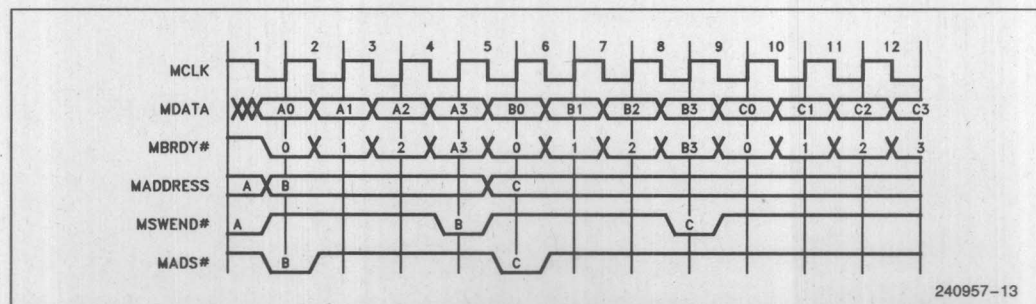 1 2 3 4 5 6 7 8 9 10 11 12
MCLK
MDATA A0 A1 A2 A3 B0 B1 B2 B3 C0 C1 C2 C3
MBRDY# 0 1 2 A3 0 1 2 B3 0 1 2 3
MADDRESS A B C
MSWEND# A B C
MADS# B C
240957-13